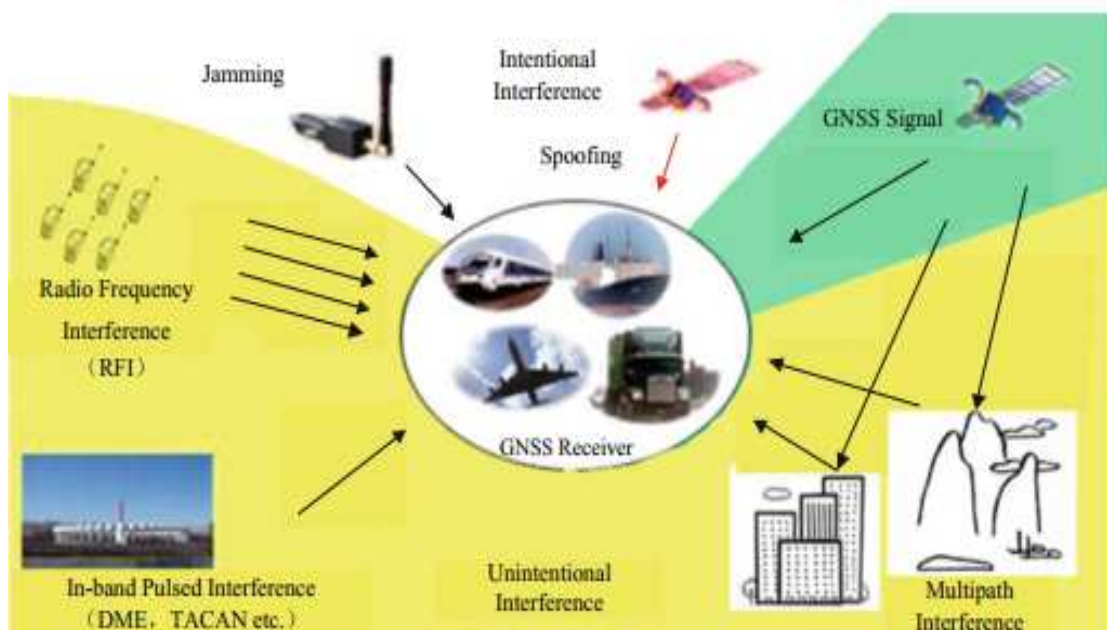 Jamming
Intentional
Interference
Spoofing
GNSS Signal
Radio Frequency
Interference
（RFI）
GNSS Receiver
In-band Pulsed Interference
（DME，TACAN etc.）
Unintentional
Interference
Multipath
Interference